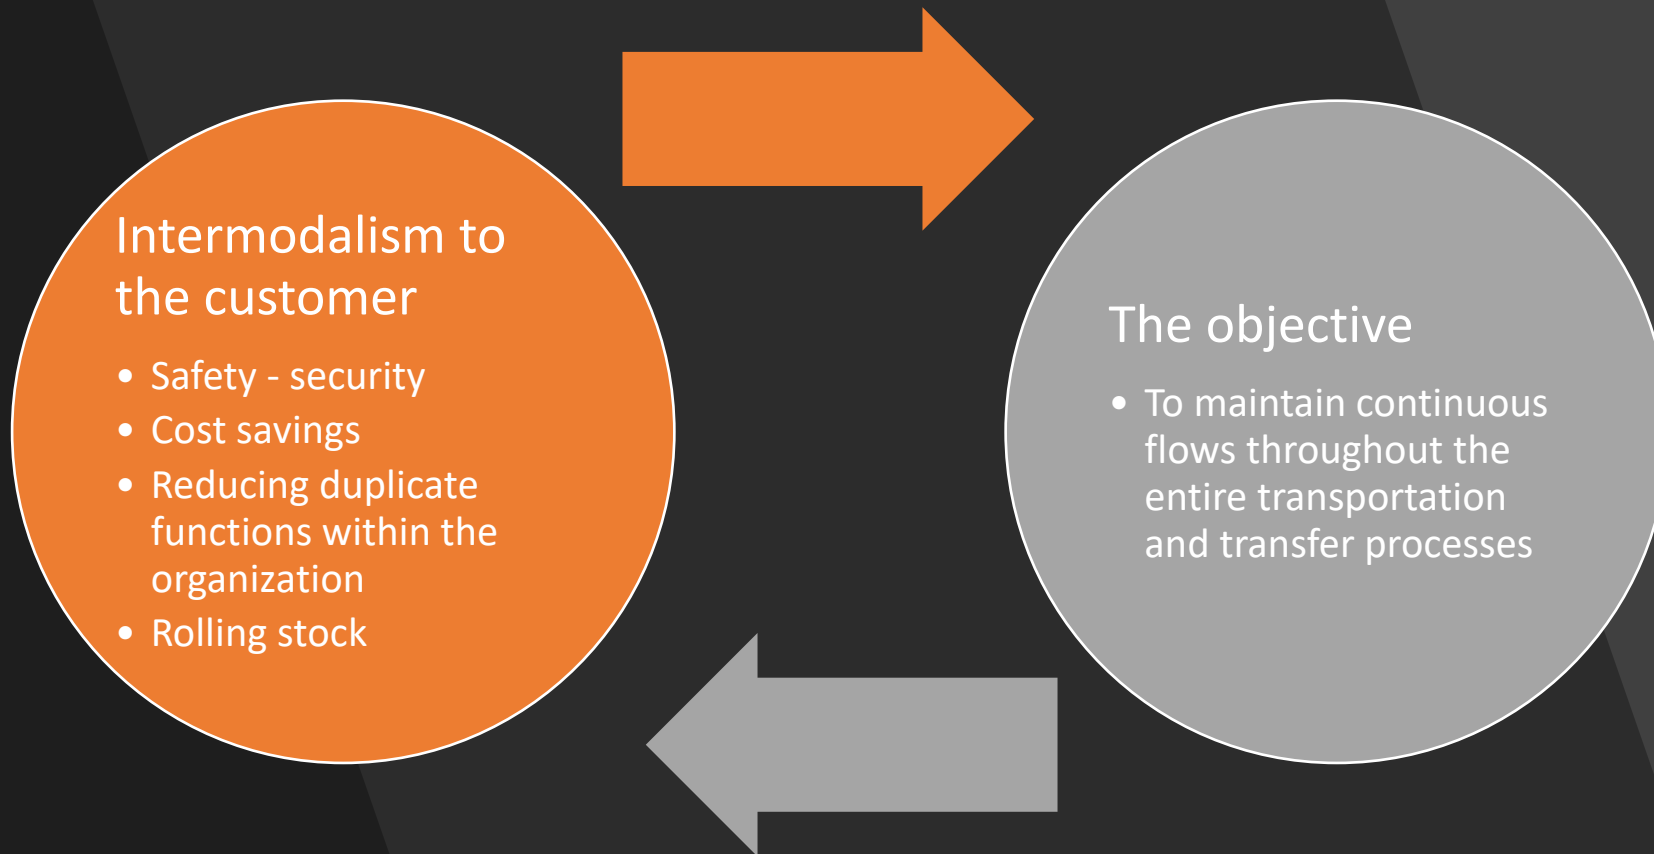 Intermodalism to
the customer
• Safety - security
• Cost savings
• Reducing duplicate
functions within the
organization
• Rolling stock
The objective
• To maintain continuous
flows throughout the
entire transportation
and transfer processes